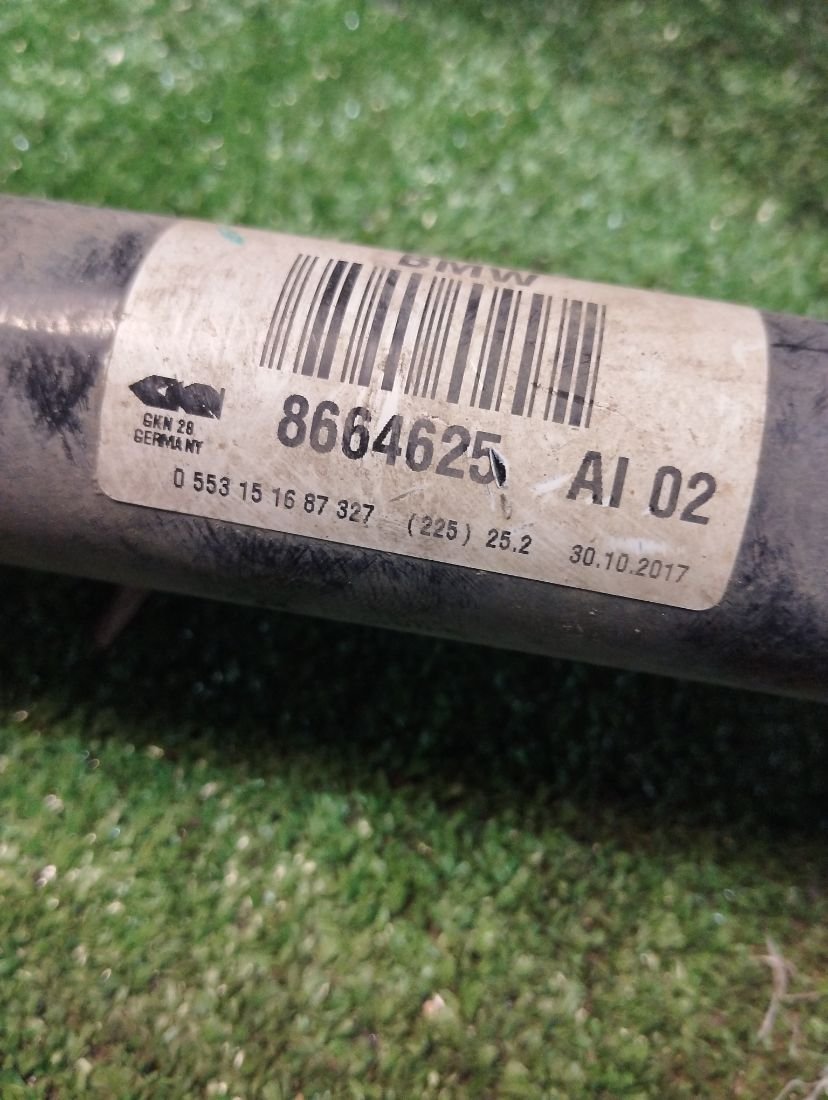 BMW
GKN
GKN 28
GERMANY
8664625 AI 02
0 553 15 16 87 327 (225) 25.2 30.10.2017